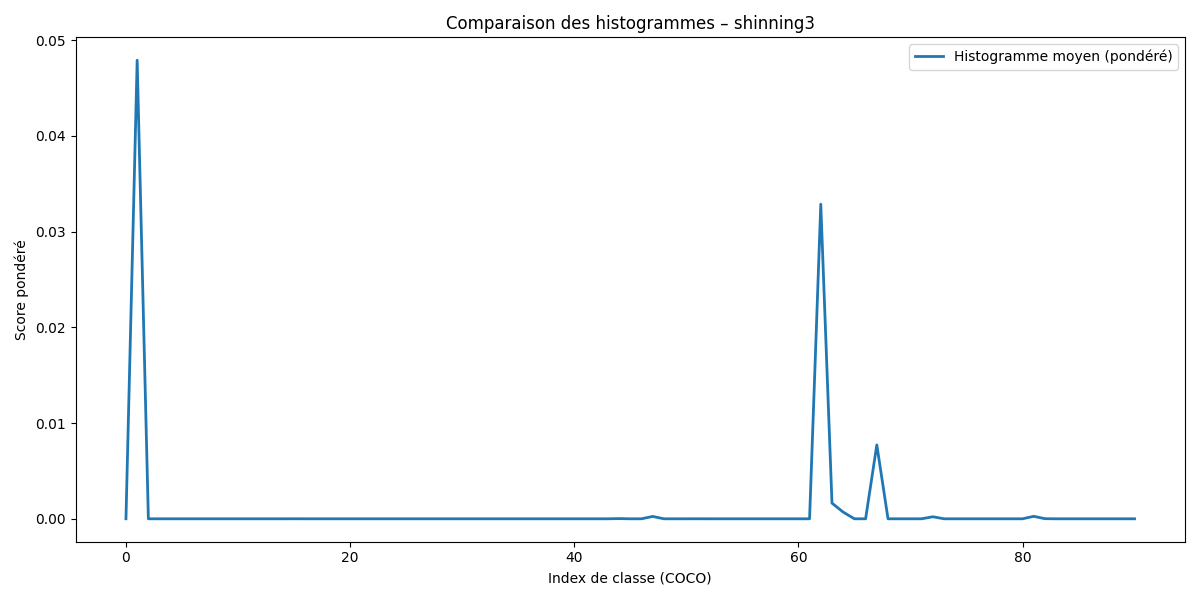 Comparaison des histogrammes – shinning3
Histogramme moyen (pondéré)
Score pondéré
0.05
0.04
0.03
0.02
0.01
0.00
0 20 40 60 80
Index de classe (COCO)